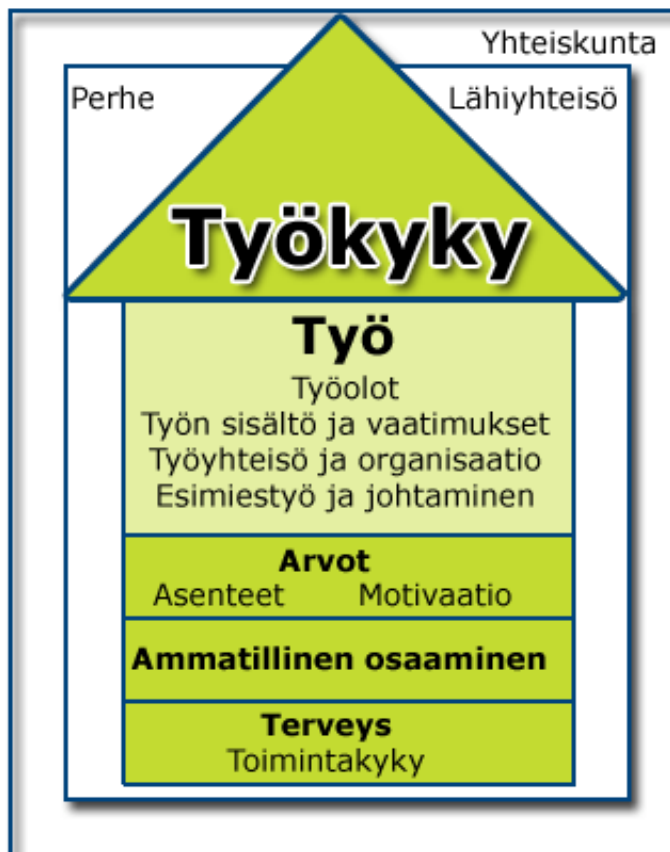 Yhteiskunta
Perhe
Lähiyhteisö
Työkyky
Työ
Työolot
Työn sisältö ja vaatimukset
Työyhteisö ja organisaatio
Esimiestyö ja johtaminen
Arvot
Asenteet Motivaatio
Ammatillinen osaaminen
Terveys
Toimintakyky